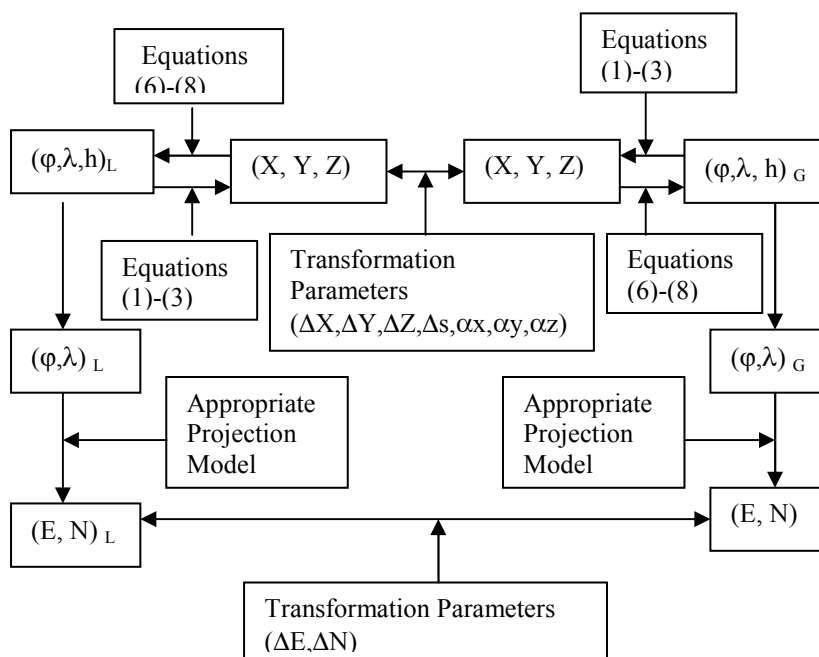 Equations
(6)-(8)
Equations
(1)-(3)
(φ,λ,h)L
(X, Y, Z)
(X, Y, Z)
(φ,λ, h) G
Equations
(1)-(3)
Transformation
Parameters
(ΔX,ΔY,ΔZ,Δs,αx,αy,αz)
Equations
(6)-(8)
(φ,λ) L
(φ,λ) G
Appropriate
Projection
Model
Appropriate
Projection
Model
(E, N) L
(E, N)
Transformation Parameters
(ΔE,ΔN)